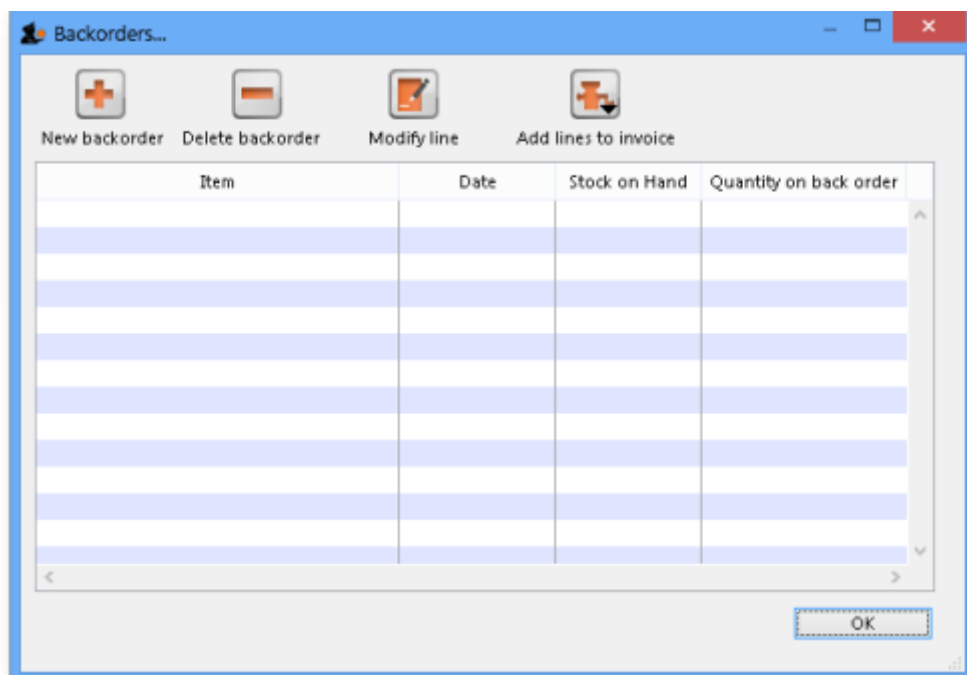 Backorders...
New backorder Delete backorder Modify line Add lines to invoice
Item Date Stock on Hand Quantity on back order
OK